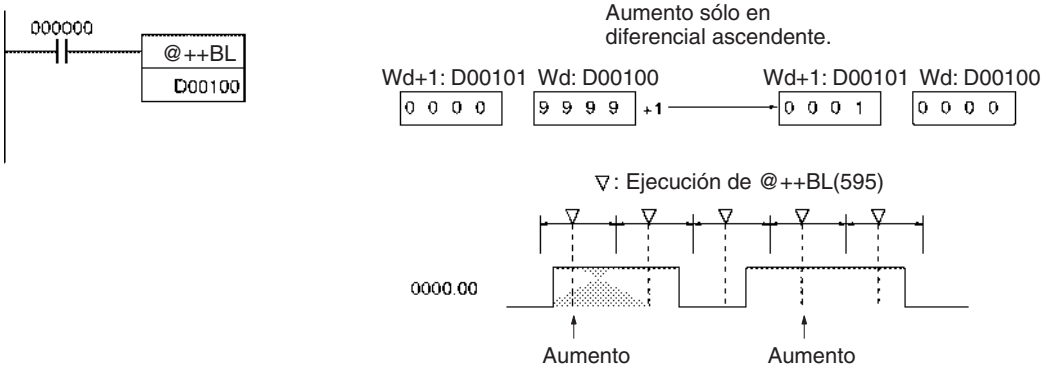 000000
@++BL
D00100
Aumento sólo en
diferencial ascendente.
Wd+1: D00101 Wd: D00100 Wd+1: D00101 Wd: D00100
0 0 0 0 9 9 9 9 +1 0 0 0 1 0 0 0 0
▽: Ejecución de @++BL(595)
0000.00
Aumento Aumento